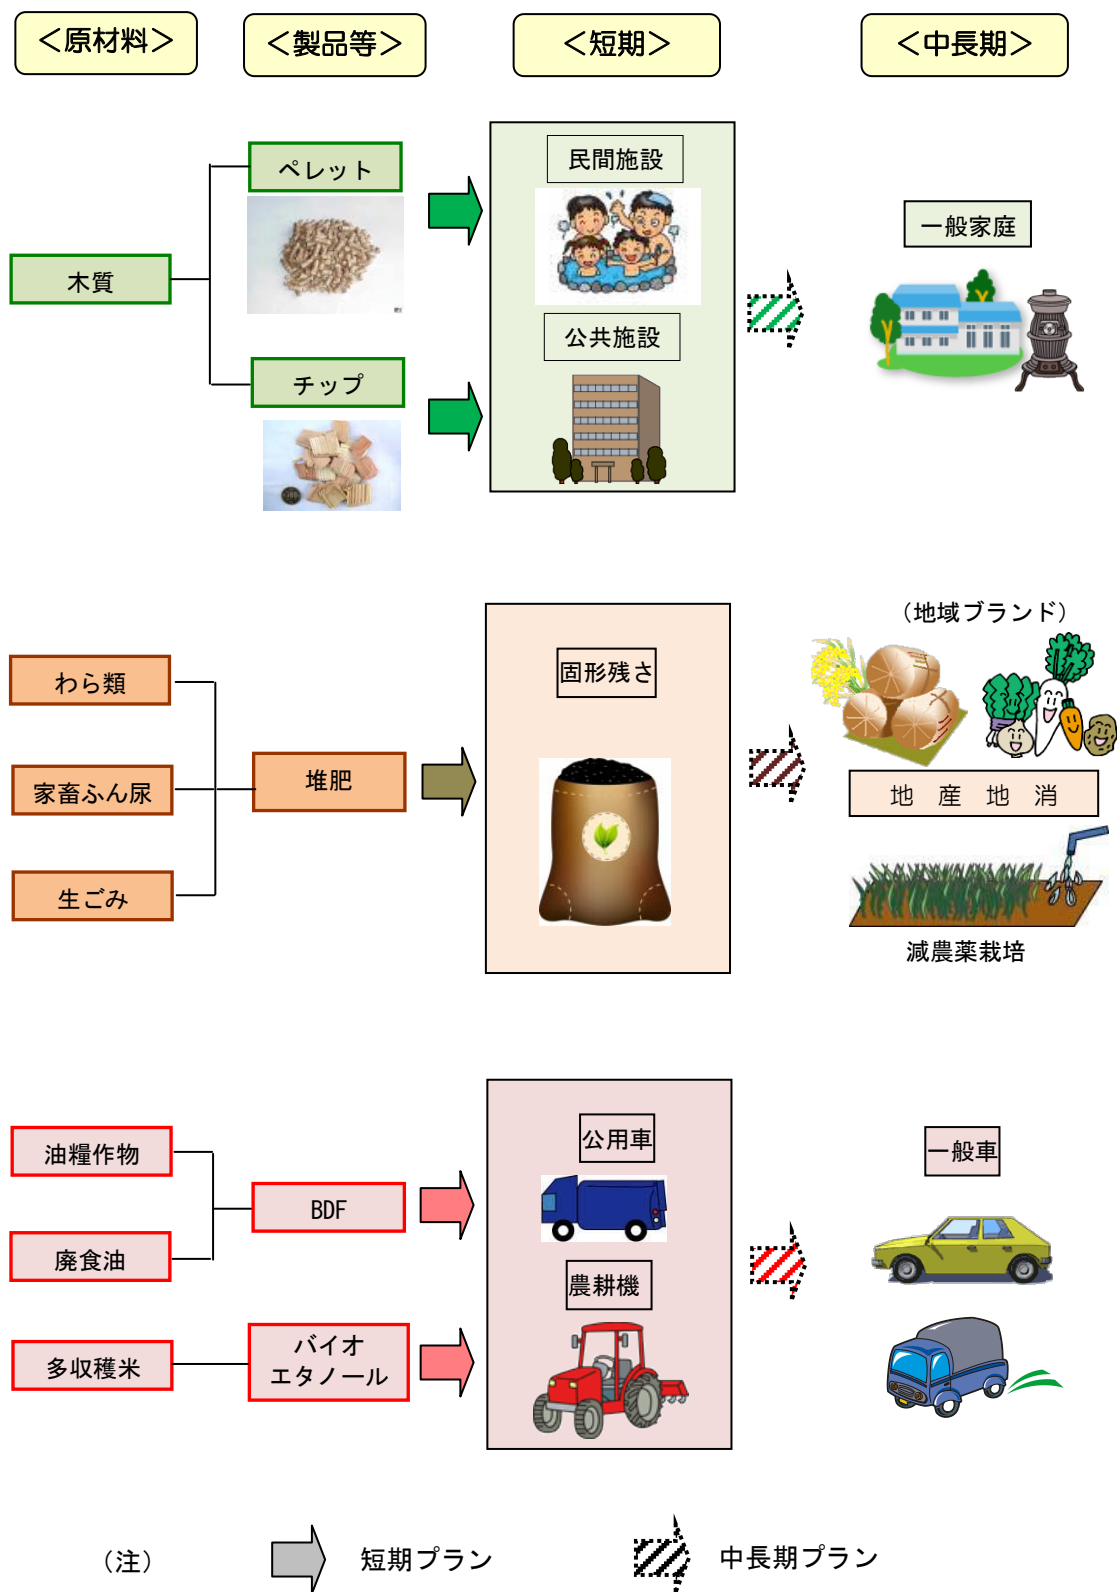 ＜原材料＞
＜製品等＞
＜短期＞
＜中長期＞
ペレット
木質
チップ
民間施設
公共施設
一般家庭
わら類
家畜ふん尿
生ごみ
堆肥
固形残さ
（地域ブランド）
地産地消
減農薬栽培
油糧作物
廃食油
多収穫米
BDF
バイオ
エタノール
公用車
農耕機
一般車
（注）
短期プラン
中長期プラン